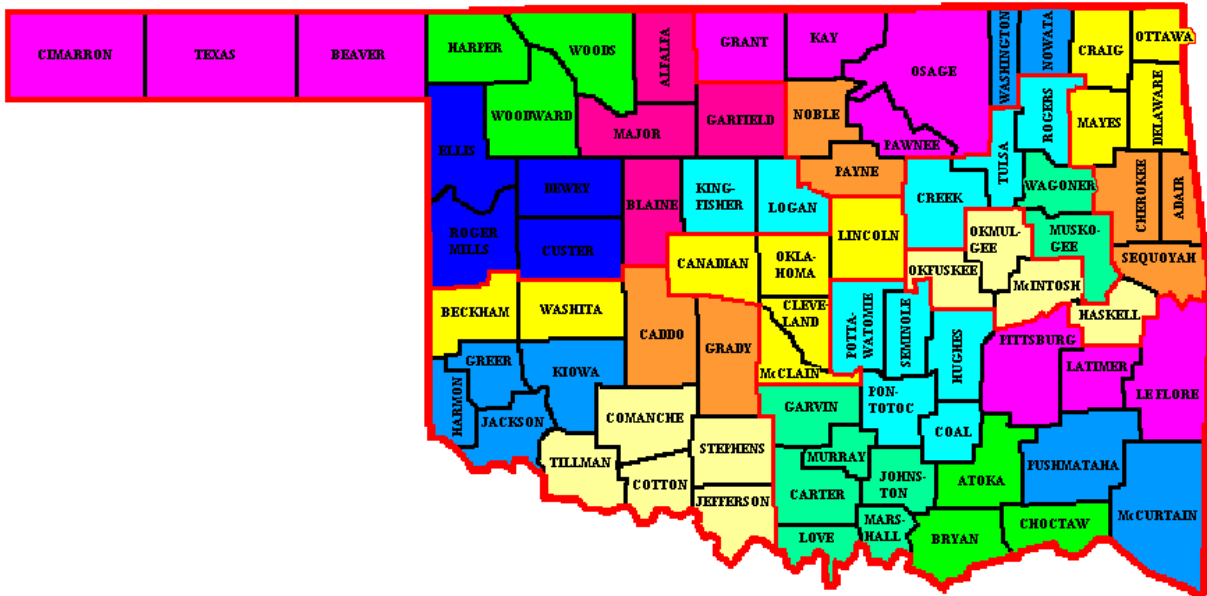 CIMARRON
TEXAS
BEAVER
HARPER
WOODS
ALFALFA
GRANT
KAY
OSAGE
WASHINGTON
NOWATA
CRAIG
OTTAWA
WOODWARD
MAJOR
GARFIELD
NOBLE
PAWNEE
ROGERS
MAYES
DELAWARE
ELLIS
DEWEY
BLAINE
KING-
FISHER
LOGAN
PAYNE
CREEK
TULSA
WAGONER
CHEROKEE
ADAIR
ROGER
MILLS
CUSTER
CANADIAN
OKLA-
HOMA
LINCOLN
OKMUL-
GEE
MUSKO-
GEE
SEQUOYAH
OKFUSKEE
McINTOSH
HASKELL
BECKHAM
WASHITA
CADDO
GRADY
CLEVE-
LAND
McCLAIN
POTTA-
WATOMIE
SEMINOLE
HUGHES
PITTSBURG
LATIMER
LE FLORE
GREER
KIOWA
HARMON
JACKSON
COMANCHE
GARVIN
PON-
TOTOC
COAL
TILLMAN
COTTON
STEPHENS
JEFFERSON
MURRAY
CARTER
JOHNS-
TON
ATOKA
PUSHMATAHA
McCURTAIN
LOVE
MARS-
HALL
BRYAN
CHOCTAW